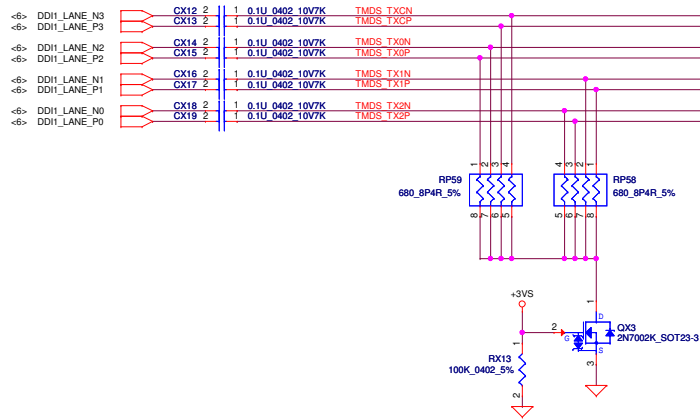 <6> DDI1_LANE_N3 CX12 2 1 0.1U_0402_10V7K TMDS_TXCN
<6> DDI1_LANE_P3 CX13 2 1 0.1U_0402_10V7K TMDS_TXCP
<6> DDI1_LANE_N2 CX14 2 1 0.1U_0402_10V7K TMDS_TX0N
<6> DDI1_LANE_P2 CX15 2 1 0.1U_0402_10V7K TMDS_TX0P
<6> DDI1_LANE_N1 CX16 2 1 0.1U_0402_10V7K TMDS_TX1N
<6> DDI1_LANE_P1 CX17 2 1 0.1U_0402_10V7K TMDS_TX1P
<6> DDI1_LANE_N0 CX18 2 1 0.1U_0402_10V7K TMDS_TX2N
<6> DDI1_LANE_P0 CX19 2 1 0.1U_0402_10V7K TMDS_TX2P
1 2 3 4 4 3 2 1
RP59 RP58
680_8P4R_5% 680_8P4R_5%
8 7 6 5 5 6 7 8
+3VS
1
D
2 G QX3
2N7002K_SOT23-3
S
1 3
RX13
100K_0402_5%
2